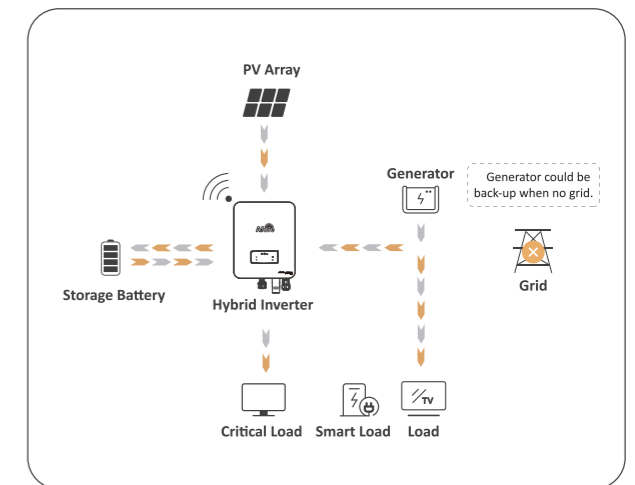 PV Array
Generator
Generator could be
back-up when no grid.
Storage Battery
Hybrid Inverter
Grid
TV
Critical Load
Smart Load
Load